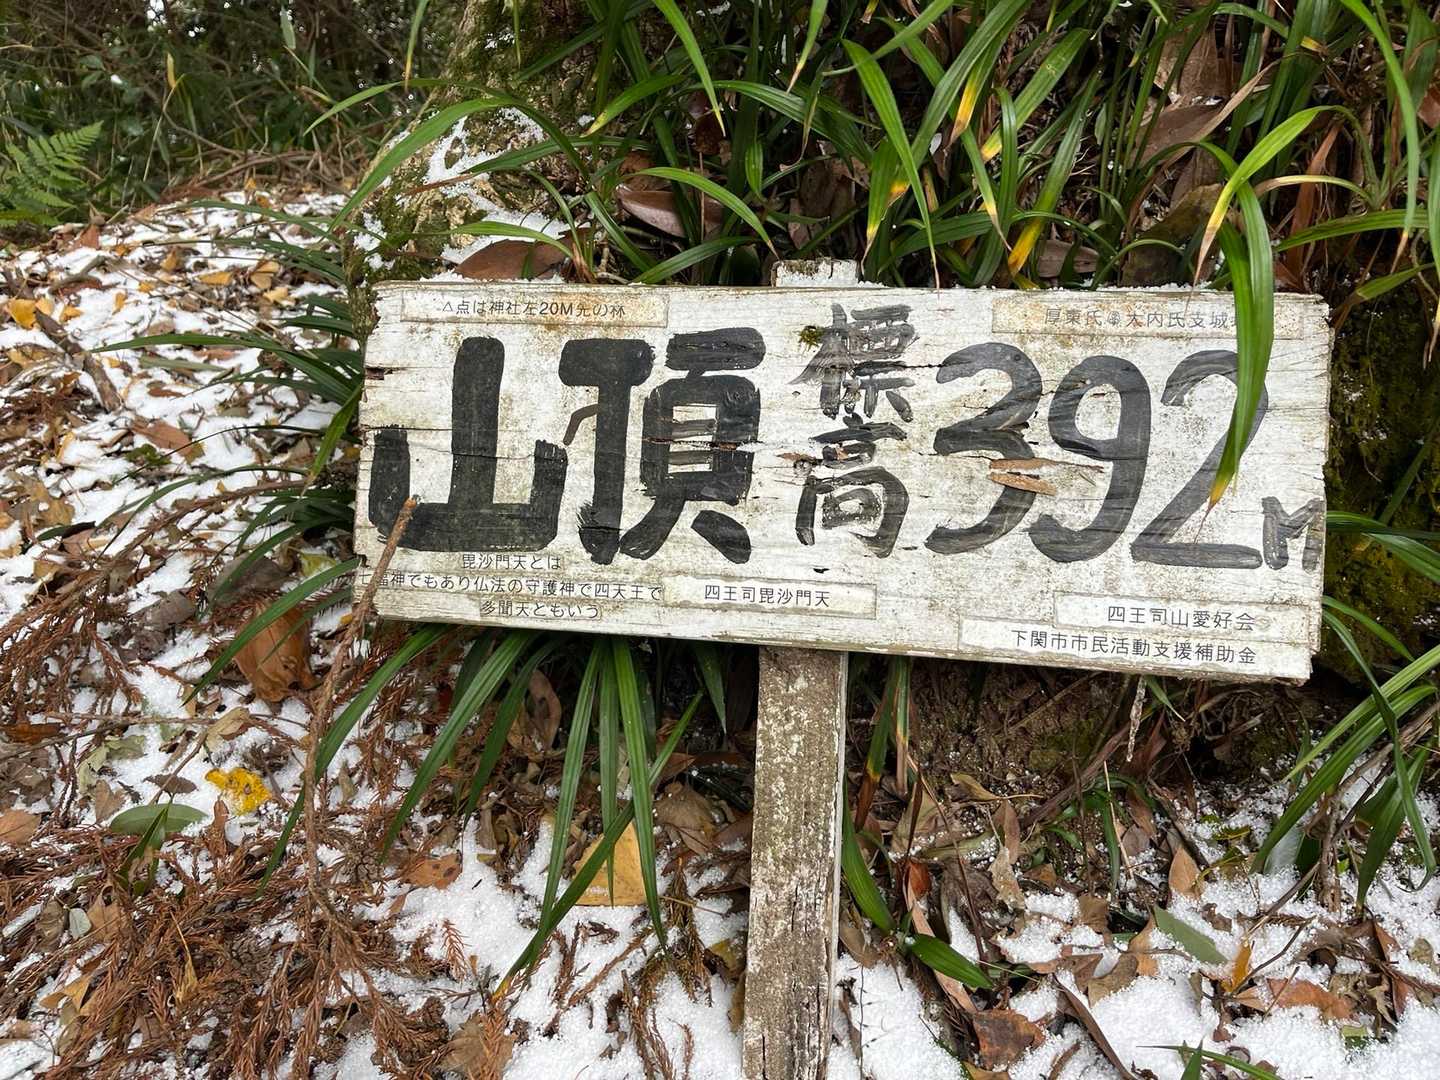 △点は神社左20M先の林
厚東氏 大内氏支城
山頂 標高 392M
毘沙門天とは
七福神でもあり仏法の守護神で四天王で
多聞天ともいう
四王司毘沙門天
四王司山愛好会
下関市市民活動支援補助金